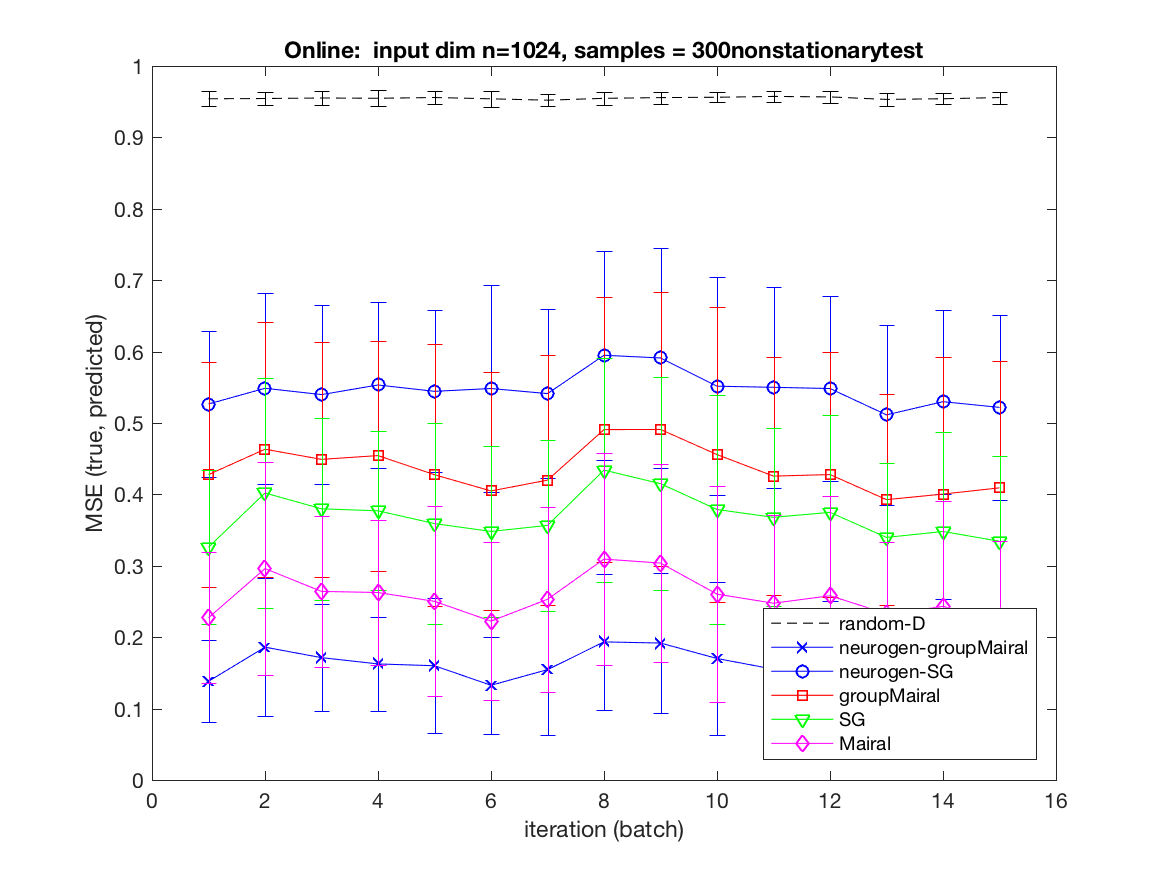 Online:  input dim n=1024, samples = 300nonstationarytest
MSE (true, predicted)
1
0.9
0.8
0.7
0.6
0.5
0.4
0.3
0.2
0.1
0
random-D
neurogen-groupMairal
neurogen-SG
groupMairal
SG
Mairal
0 2 4 6 8 10 12 14 16
iteration (batch)